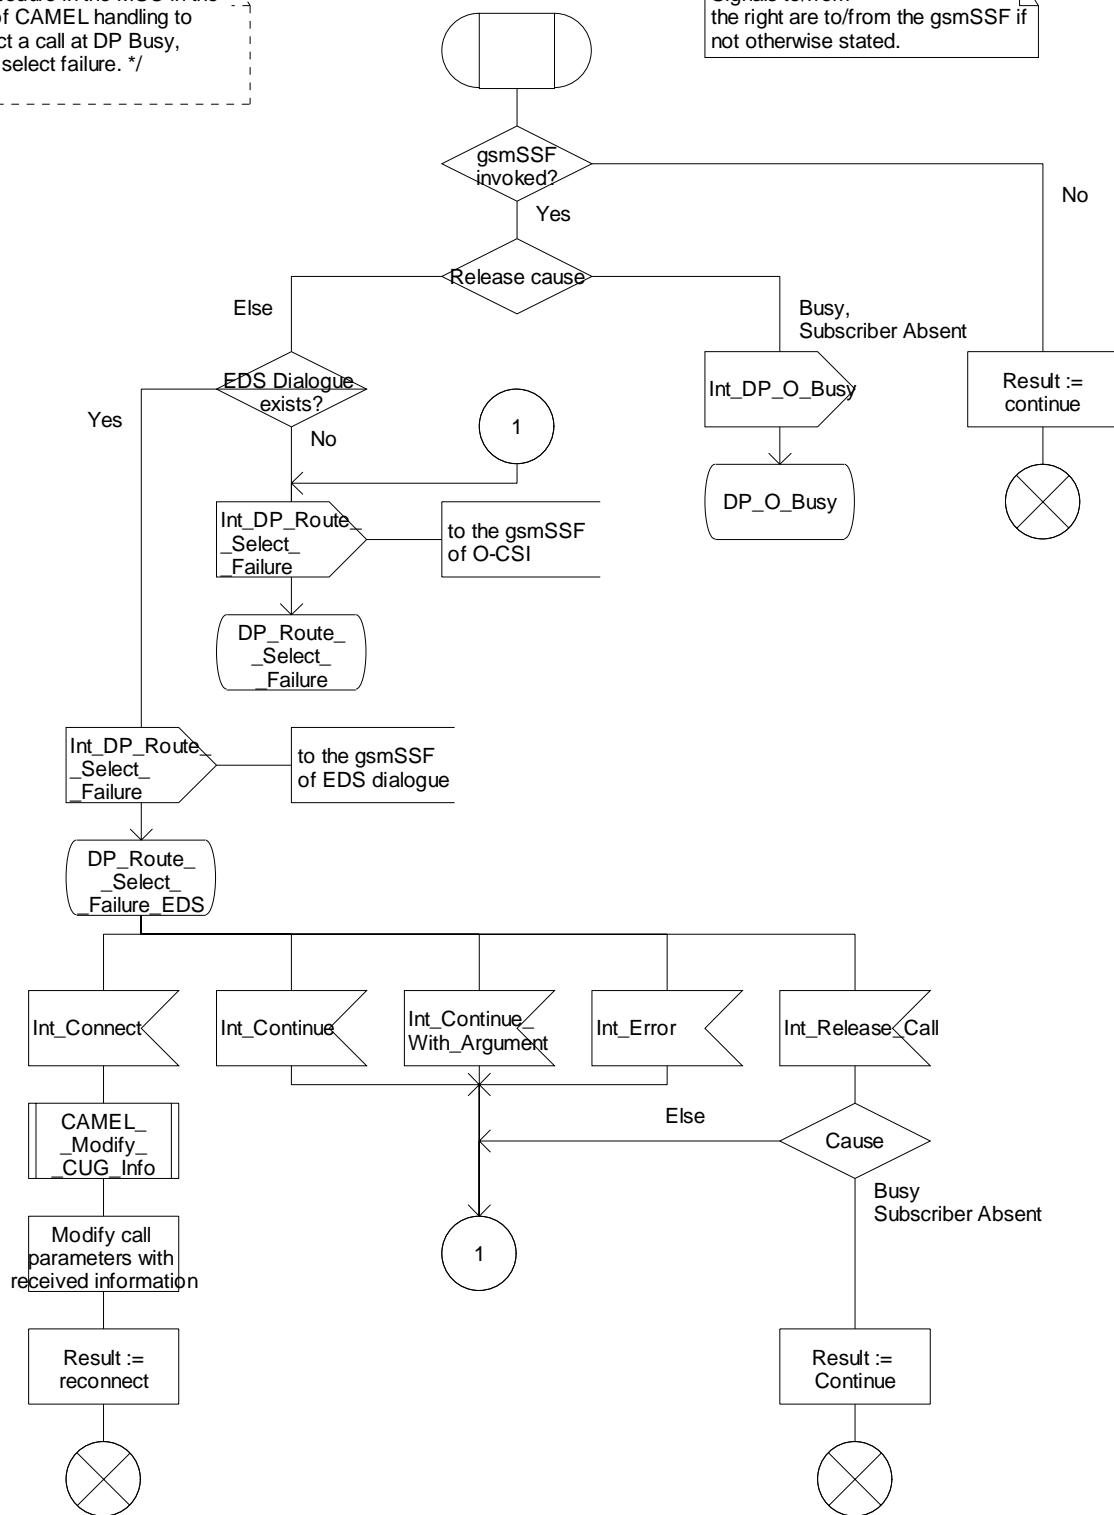 of CAMEL handling to
ct a call at DP Busy,
select failure. */
the right are to/from the gsmSSF if
not otherwise stated.
gsmSSF
invoked?
No
Yes
Release cause
Else
Busy,
Subscriber Absent
EDS Dialogue
exists?
Yes
No
1
Int_DP_O_Busy
Result :=
continue
DP_O_Busy
Int_DP_Route_
_Select_
_Failure
to the gsmSSF
of O-CSI
DP_Route_
_Select_
_Failure
Int_DP_Route_
_Select_
_Failure
to the gsmSSF
of EDS dialogue
DP_Route_
_Select_
_Failure_EDS
Int_Connect
Int_Continue
Int_Continue_
With_Argument
Int_Error
Int_Release_Call
CAMEL_
_Modify_
_CUG_Info
Else
Cause
Busy
Subscriber Absent
Modify call
parameters with
received information
1
Result :=
reconnect
Result :=
Continue